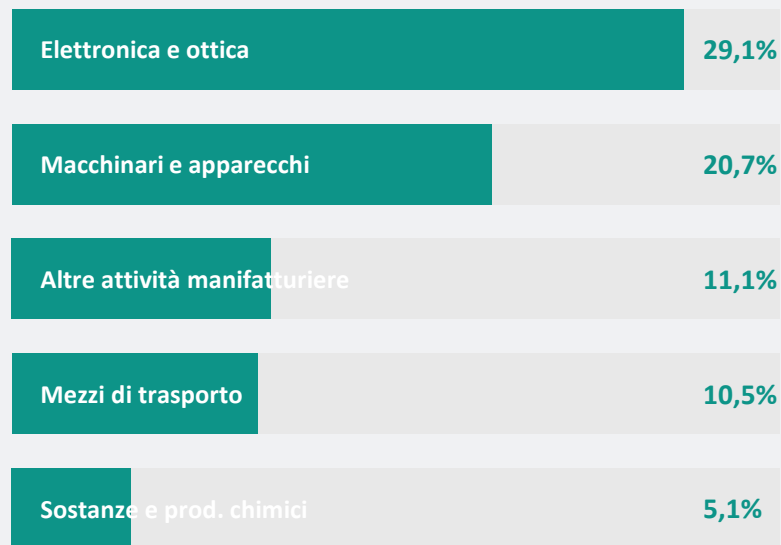 Elettronica e ottica 29,1%
Macchinari e apparecchi 20,7%
Altre attività manifatturiere 11,1%
Mezzi di trasporto 10,5%
Sostanze e prod. chimici 5,1%